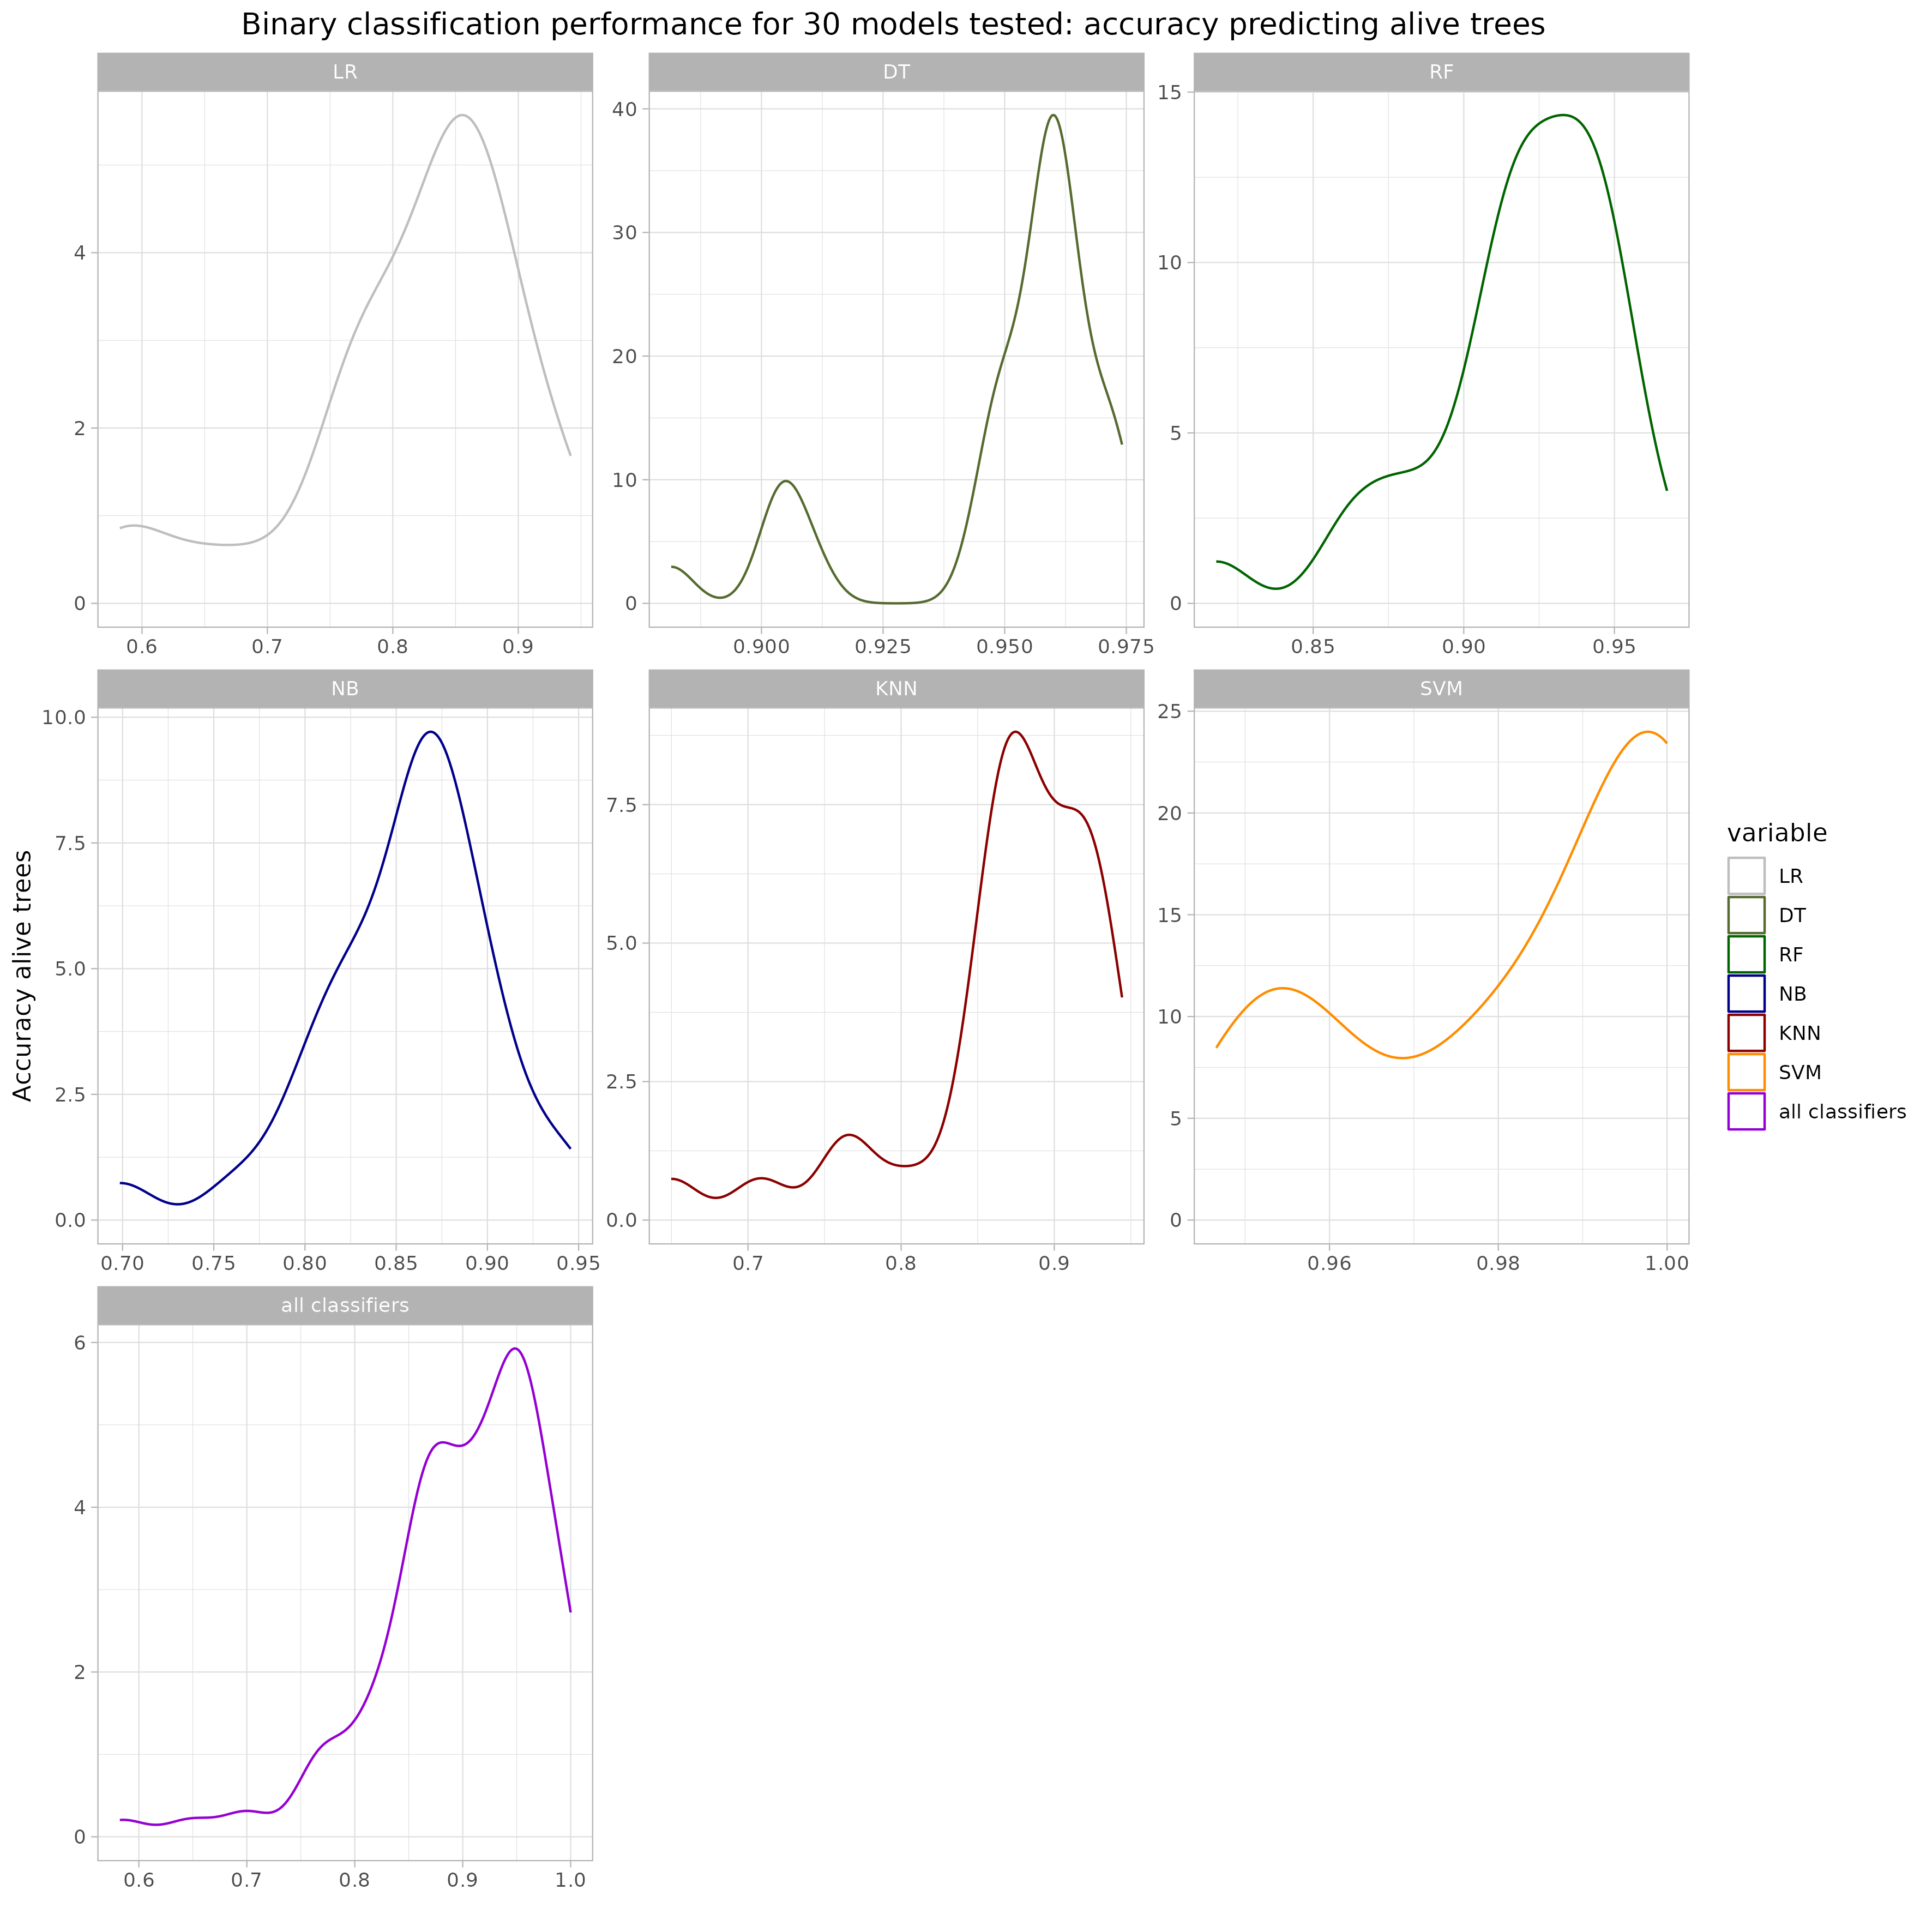 Binary classification performance for 30 models tested: accuracy predicting alive trees
LR
DT
RF
0
2
4
0.6 0.7 0.8 0.9
0
10
20
30
40
0.900 0.925 0.950 0.975
0
5
10
15
0.85 0.90 0.95
NB
KNN
SVM
0.0
2.5
5.0
7.5
10.0
0.70 0.75 0.80 0.85 0.90 0.95
0.0
2.5
5.0
7.5
0.7 0.8 0.9
0
5
10
15
20
25
0.96 0.98 1.00
all classifiers
0
2
4
6
0.6 0.7 0.8 0.9 1.0
Accuracy alive trees
variable
LR
DT
RF
NB
KNN
SVM
all classifiers